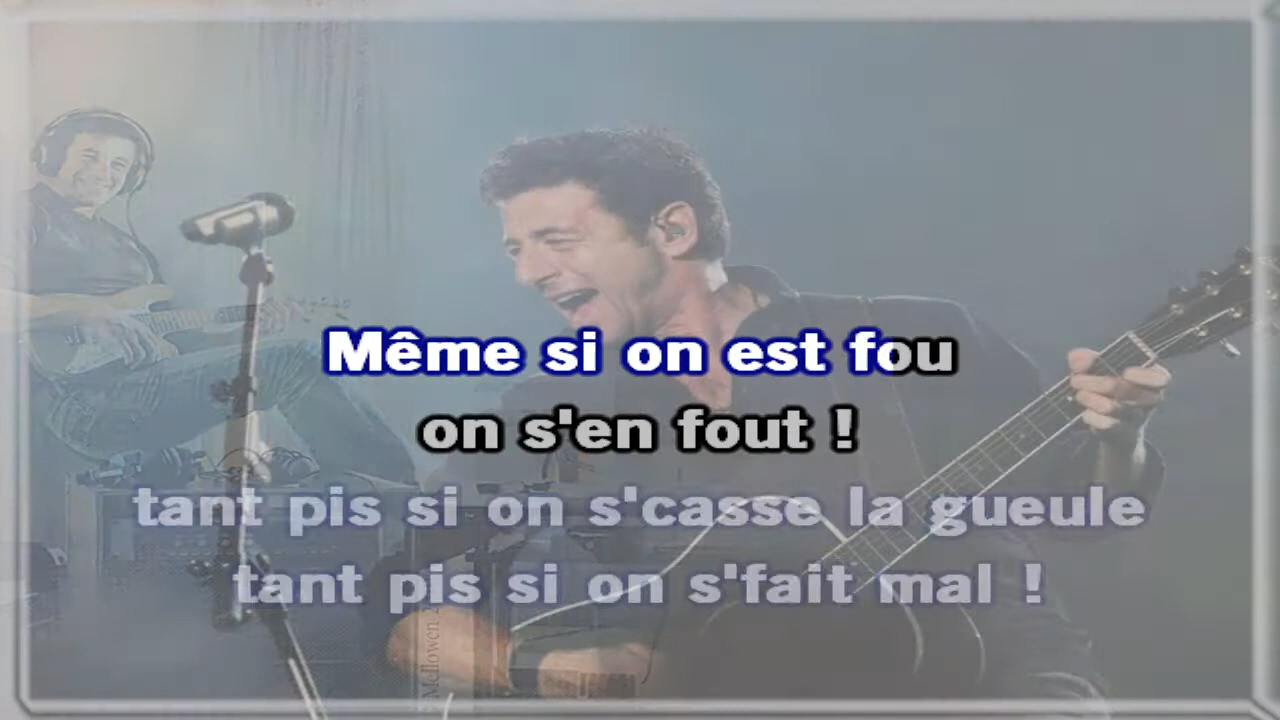 Même si on est fou
on s'en fout !
tant pis si on s'casse la gueule
tant pis si on s'fait mal !
Mellowen